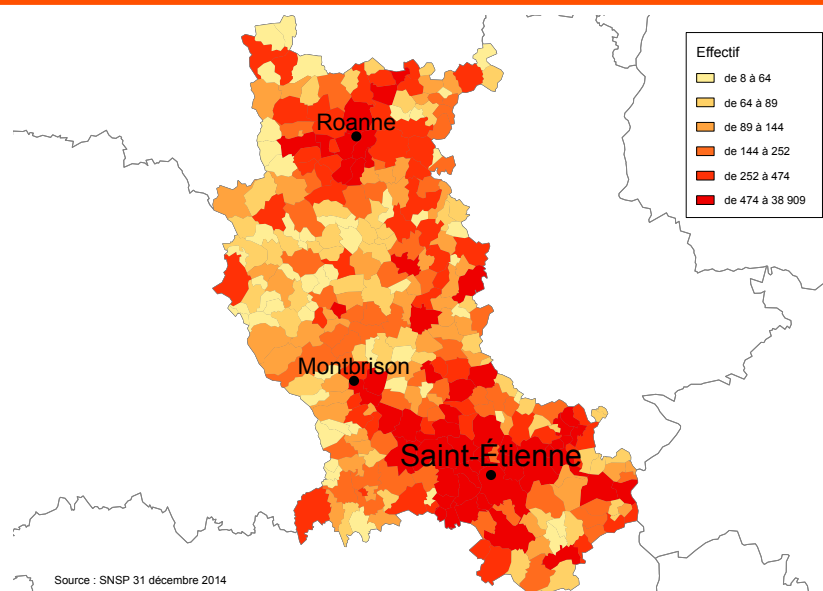 Effectif
de 8 à 64
de 64 à 89
de 89 à 144
de 144 à 252
de 252 à 474
de 474 à 38 909
Roanne
Montbrison
Saint-Étienne
Source : SNSP 31 décembre 2014